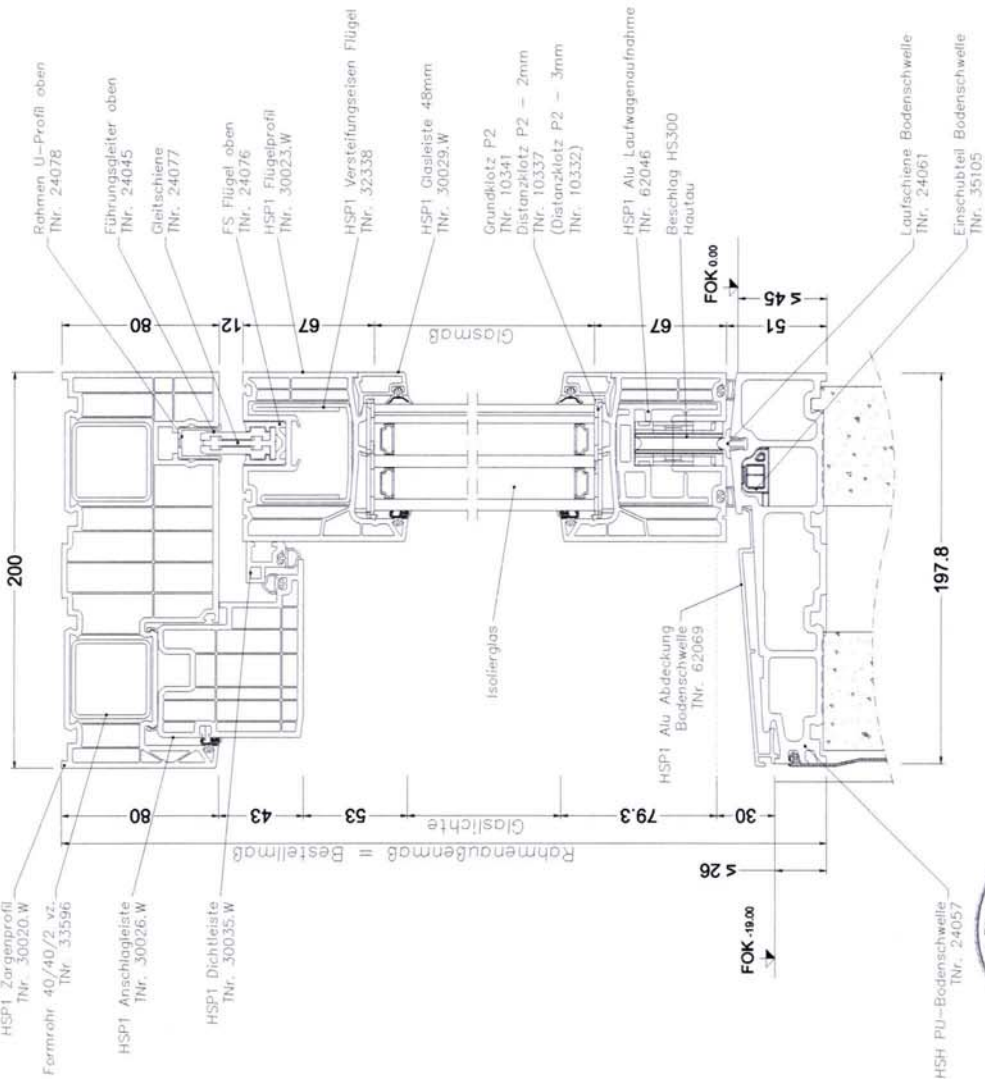 HSP1 Zargenprofil
TNr. 30020.W
Formrohr 40/40/2 vz.
TNr. 33596
HSP1 Anschlagleiste
TNr. 30026.W
HSP1 Dichtleiste
TNr. 30035.W
HSH PU-Bodenschwelle
TNr. 24057
FOK -19.00
Rahmenaußenmaß = Bestellmaß
Glaslichte
80
43
53
79.3
30
≤ 26
200
197.8
Isolierglas
HSP1 Alu Abdeckung
Bodenschwelle
TNr. 62069
80
12
67
Glasmaß
67
51
≤ 45
FOK 0.00
Rahmen U-Profil oben
TNr. 24078
Führungsgleiter oben
TNr. 24045
Gleitschiene
TNr. 24077
FS Flügel oben
TNr. 24076
HSP1 Flügelprofil
TNr. 30023.W
HSP1 Versteifungseisen Flügel
TNr. 32338
HSP1 Glasleiste 48mm
TNr. 30029.W
Grundklotz P2
TNr. 10341
Distanzklotz P2 - 2mm
TNr. 10337
(Distanzklotz P2 - 3mm
TNr. 10332)
HSP1 Alu Laufwagenaufnahme
TNr. 62046
Beschlag HS300
Hautau
Laufschiene Bodenschwelle
TNr. 24061
Einschubteil Bodenschwelle
TNr. 35105